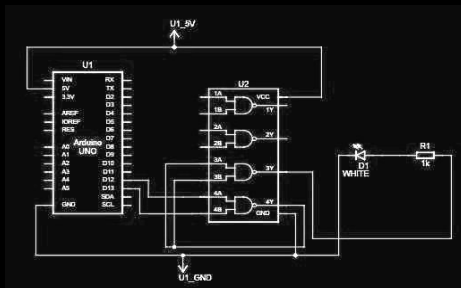 U1_5V
U1
VIN
5V
3.3V
AREF
IOREF
RES
A0
A1
A2
A3
A4
A5
GND
Arduino
UNO
RX
TX
D2
D3
D4
D5
D6
D7
D8
D9
D10
D11
D12
D13
SDA
SCL
U2
1A
1B
2A
2B
3A
3B
4A
4B
VCC
1Y
2Y
3Y
4Y
GND
D1
WHITE
R1
1k
U1_GND